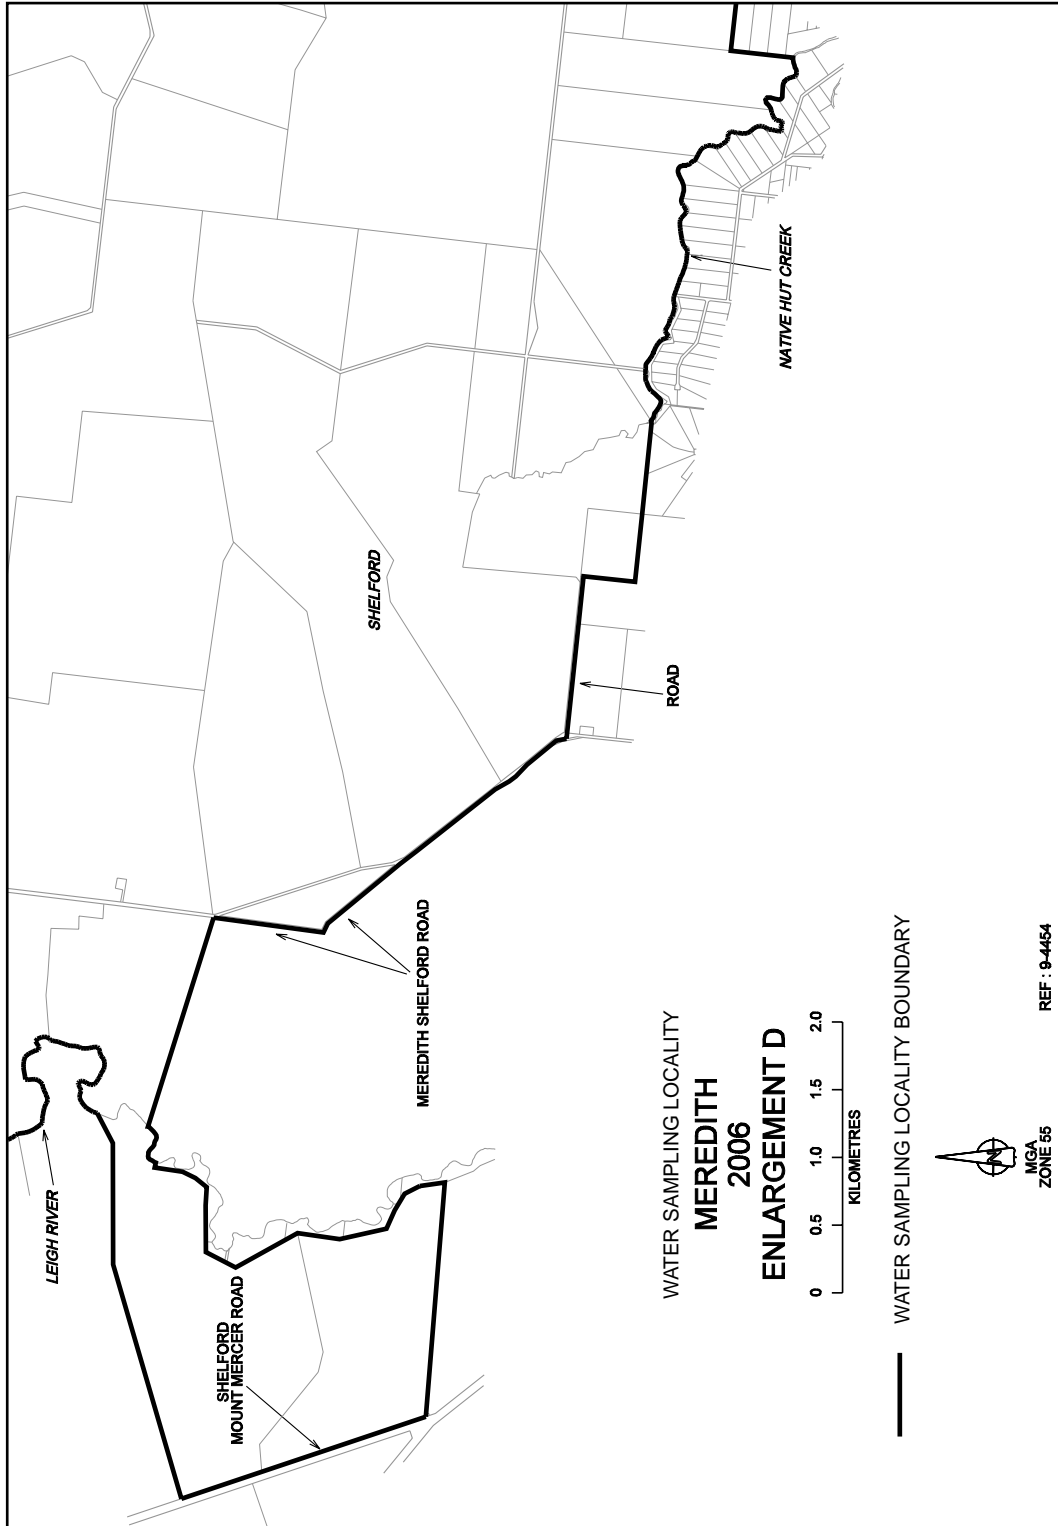 LEIGH RIVER
SHELFORD
MOUNT MERCER ROAD
MEREDITH SHELFORD ROAD
SHELFORD
ROAD
NATIVE HUT CREEK
WATER SAMPLING LOCALITY
MEREDITH
2006
ENLARGEMENT D
0 0.5 1.0 1.5 2.0
KILOMETRES
WATER SAMPLING LOCALITY BOUNDARY
N
MGA
ZONE 55
REF : 9-4454